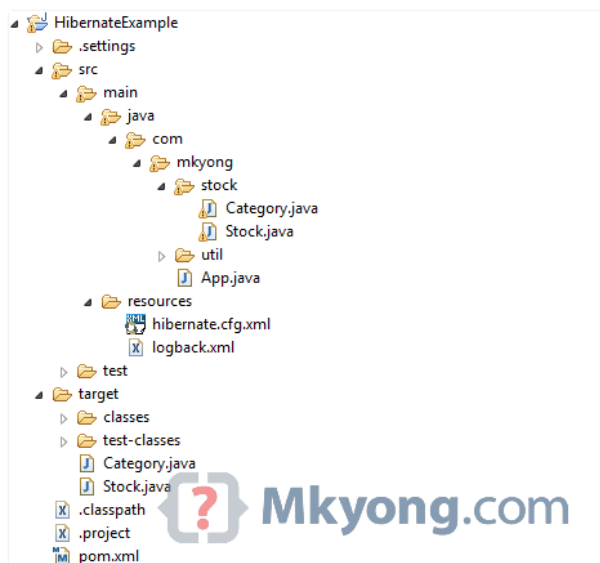 HibernateExample
.settings
src
main
java
com
mkyong
stock
Category.java
Stock.java
util
App.java
resources
hibernate.cfg.xml
logback.xml
test
target
classes
test-classes
Category.java
Stock.java
.classpath
.project
pom.xml
Mkyong.com